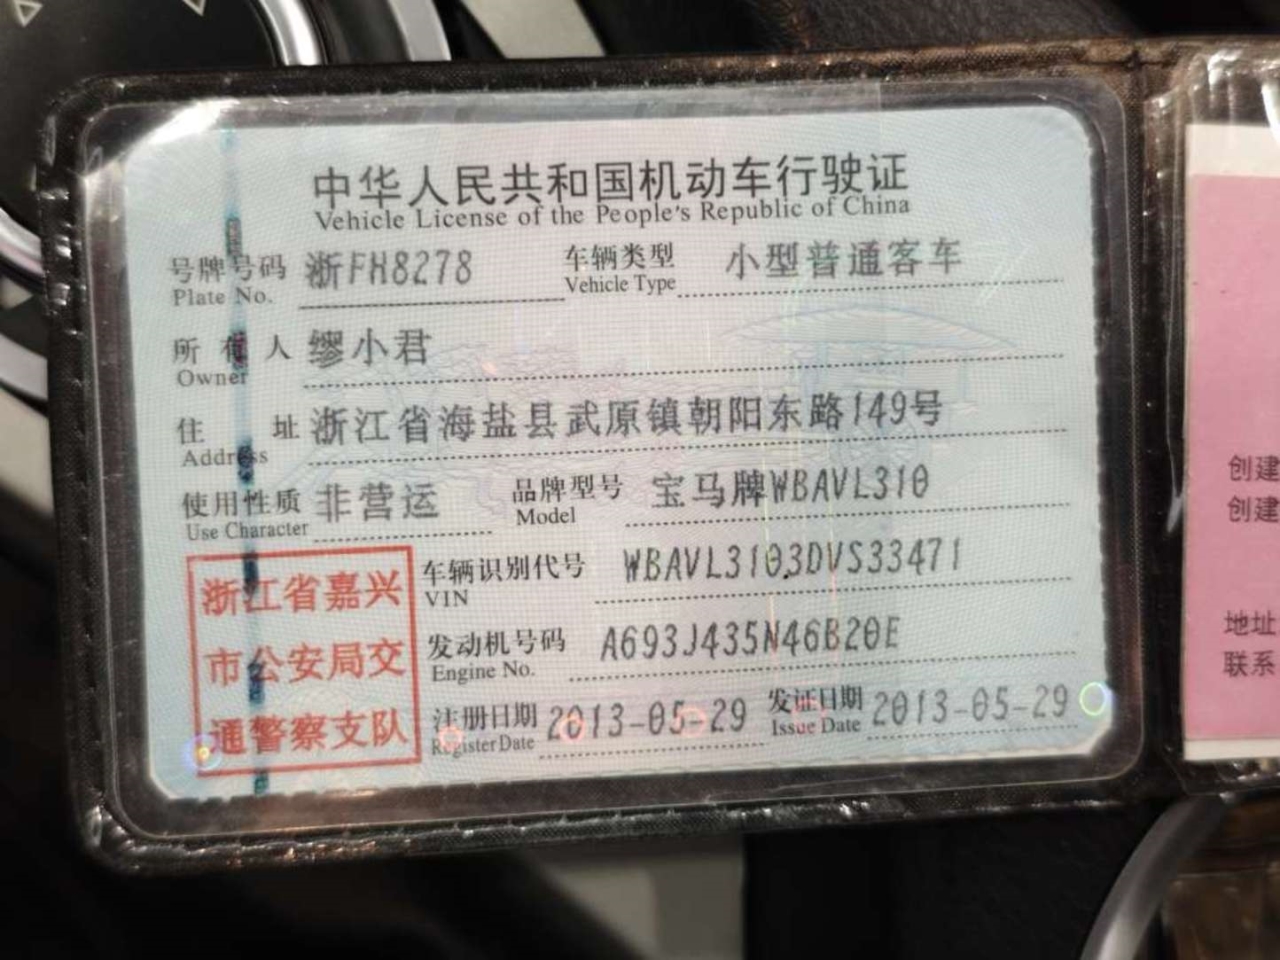 中华人民共和国机动车行驶证
Vehicle License of the People's Republic of China
号牌号码 浙FH8278 车辆类型 小型普通客车
Plate No. Vehicle Type
所有人 缪小君
Owner
住址 浙江省海盐县武原镇朝阳东路149号
Address
使用性质 非营运 品牌型号 宝马牌WBAVL310
Use Character Model
浙江省嘉兴
市公安局交
通警察支队
车辆识别代号 WBAVL3103DVS33471
VIN
发动机号码 A693J435N46B20E
Engine No.
注册日期 2013-05-29 发证日期 2013-05-29
Register Date Issue Date
创建
创建
地址
联系